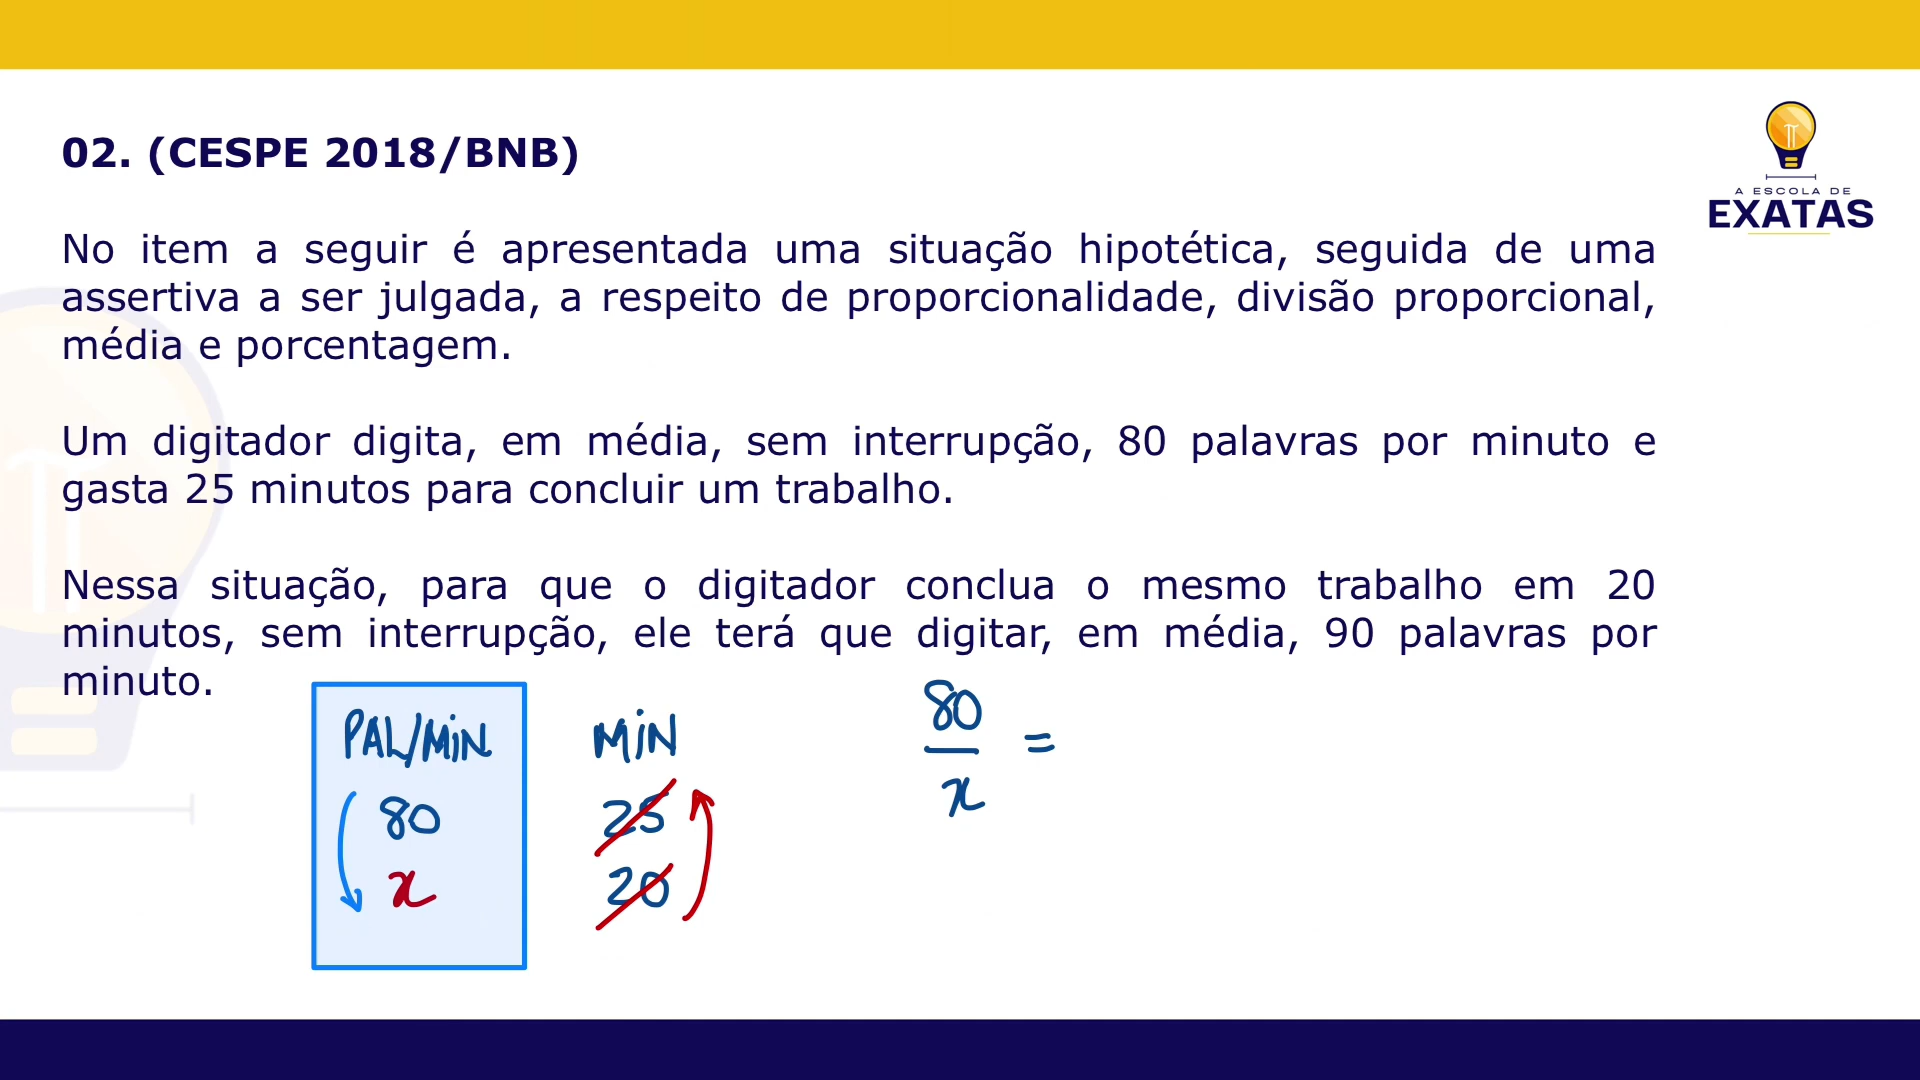 02. (CESPE 2018/BNB)
A ESCOLA DE
EXATAS
No item a seguir é apresentada uma situação hipotética, seguida de uma
assertiva a ser julgada, a respeito de proporcionalidade, divisão proporcional,
média e porcentagem.
Um digitador digita, em média, sem interrupção, 80 palavras por minuto e
gasta 25 minutos para concluir um trabalho.
Nessa situação, para que o digitador conclua o mesmo trabalho em 20
minutos, sem interrupção, ele terá que digitar, em média, 90 palavras por
minuto.
PAL/MiN MiN
80 25
x 20
80
=
x